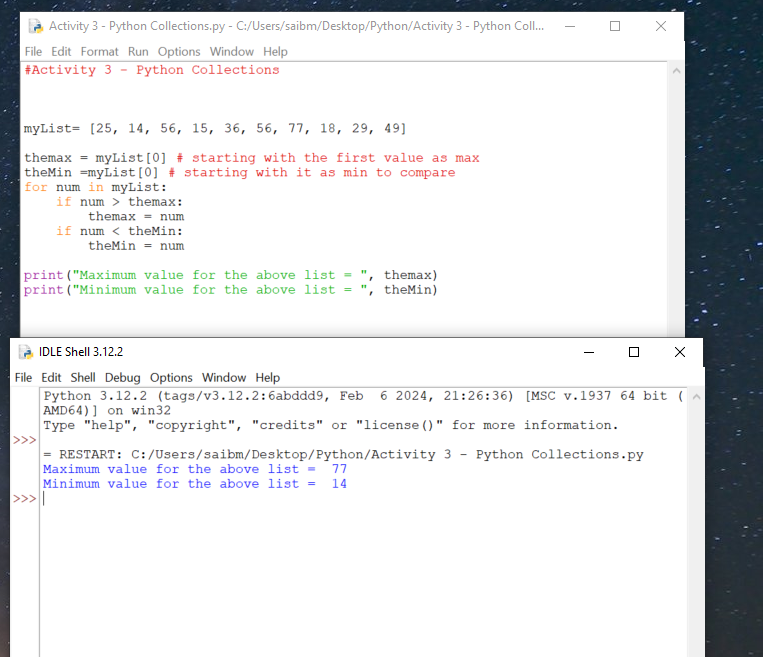 Activity 3 - Python Collections.py - C:/Users/saibm/Desktop/Python/Activity 3 - Python Coll...
File Edit Format Run Options Window Help
#Activity 3 - Python Collections
myList= [25, 14, 56, 15, 36, 56, 77, 18, 29, 49]
themax = myList[0] # starting with the first value as max
theMin =myList[0] # starting with it as min to compare
for num in myList:
    if num > themax:
        themax = num
    if num < theMin:
        theMin = num
print("Maximum value for the above list = ", themax)
print("Minimum value for the above list = ", theMin)
IDLE Shell 3.12.2
File Edit Shell Debug Options Window Help
Python 3.12.2 (tags/v3.12.2:6abddd9, Feb  6 2024, 21:26:36) [MSC v.1937 64 bit (
AMD64)] on win32
Type "help", "copyright", "credits" or "license()" for more information.
>>>
= RESTART: C:/Users/saibm/Desktop/Python/Activity 3 - Python Collections.py
Maximum value for the above list =  77
Minimum value for the above list =  14
>>>